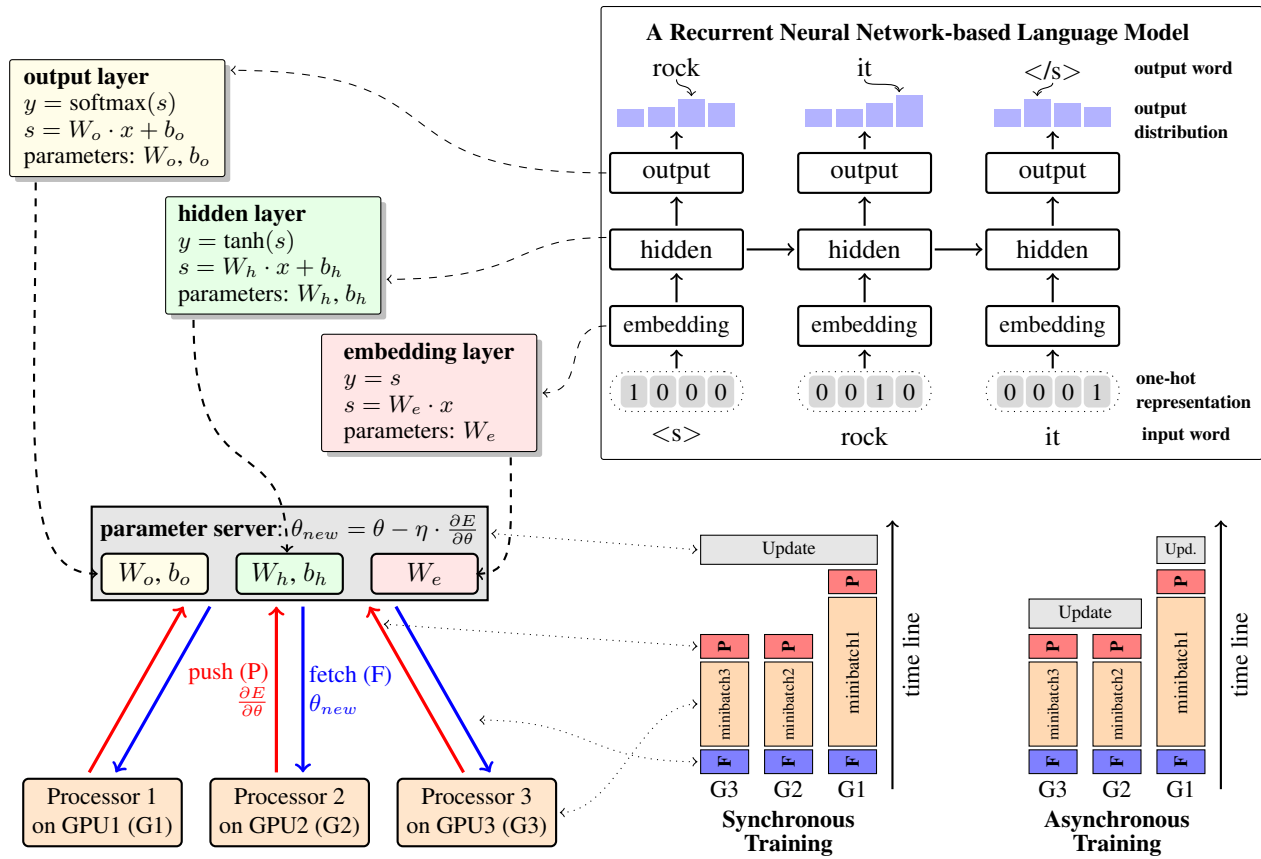 A Recurrent Neural Network-based Language Model
rock it </s> output word
output distribution
output output output
hidden hidden hidden
embedding embedding embedding
1 0 0 0 0 0 1 0 0 0 0 1 one-hot representation
<s> rock it input word
output layer
y = softmax(s)
s = W_o · x + b_o
parameters: W_o, b_o
hidden layer
y = tanh(s)
s = W_h · x + b_h
parameters: W_h, b_h
embedding layer
y = s
s = W_e · x
parameters: W_e
parameter server: θ_{new} = θ − η · ∂E/∂θ
W_o, b_o W_h, b_h W_e
push (P) ∂E/∂θ
fetch (F) θ_{new}
Processor 1 on GPU1 (G1)
Processor 2 on GPU2 (G2)
Processor 3 on GPU3 (G3)
Update
P
P P
minibatch3 minibatch2 minibatch1
F F F
G3 G2 G1
time line
Synchronous
Training
Upd.
P
Update
P P
minibatch3 minibatch2 minibatch1
F F F
G3 G2 G1
time line
Asynchronous
Training